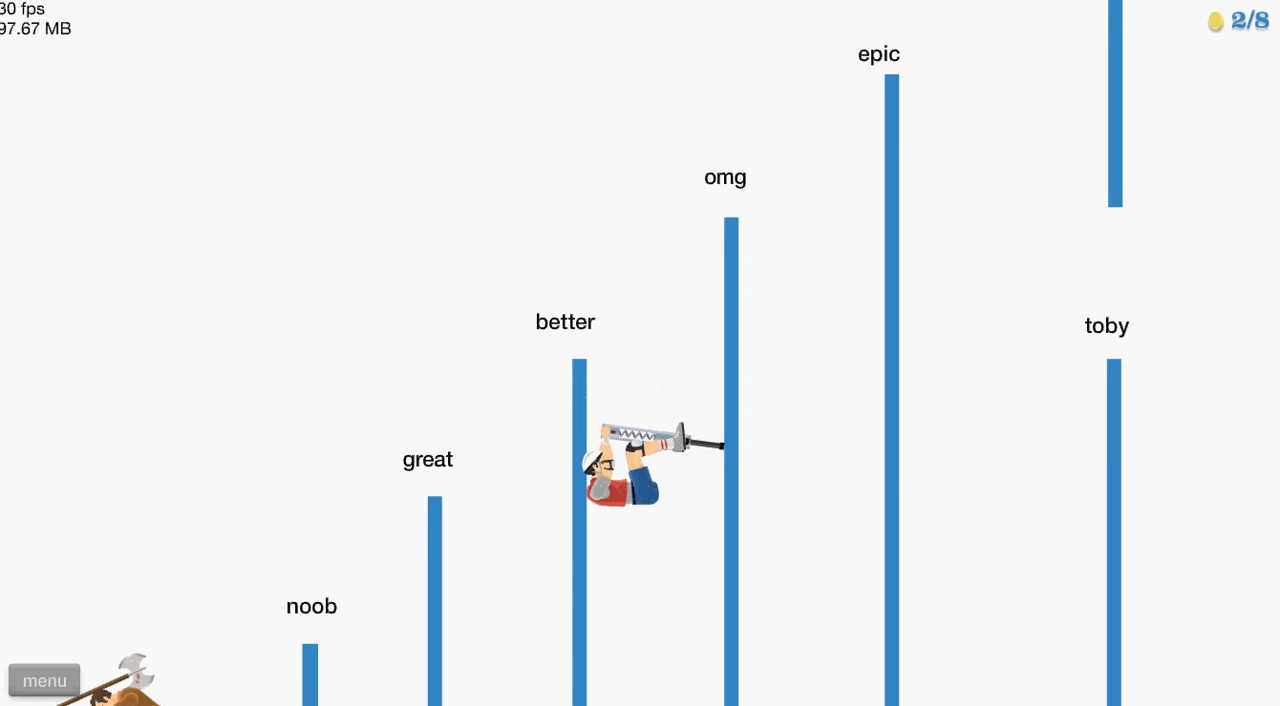 30 fps
97.67 MB
2/8
epic
omg
better
toby
great
noob
menu